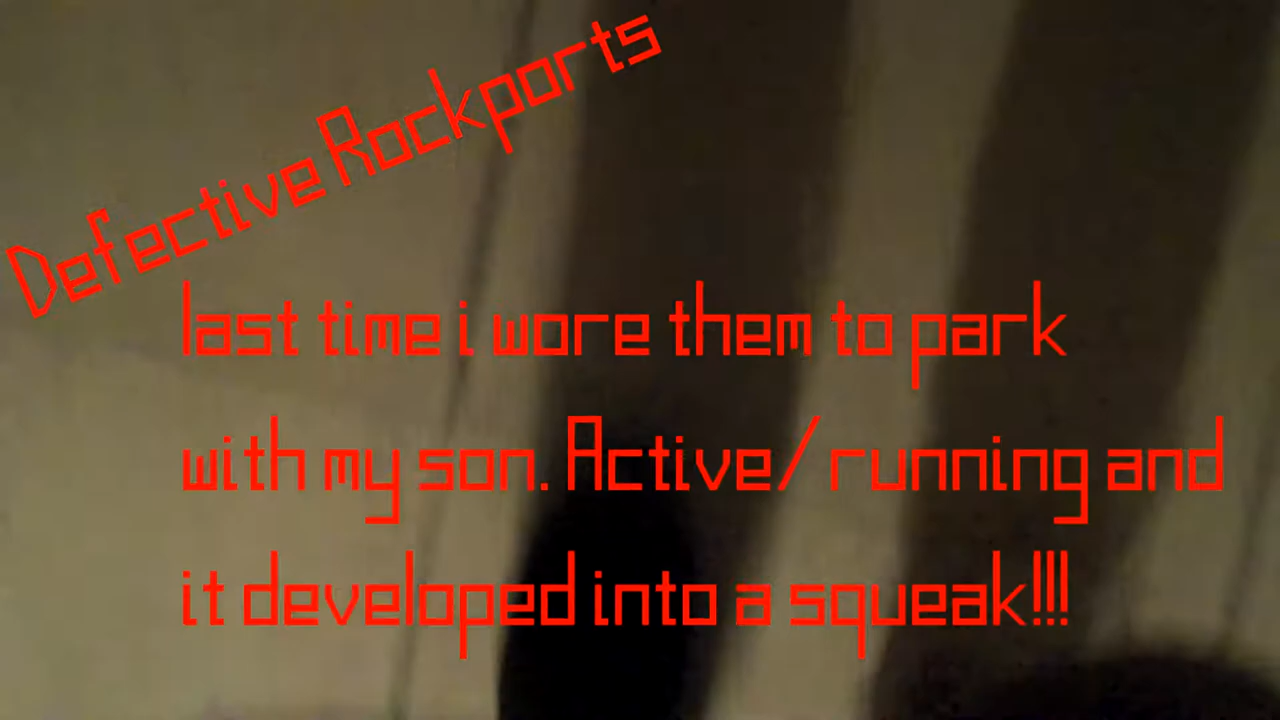 Defective Rockports
last time i wore them to park
with my son. Active/ running and
it developed into a squeak!!!